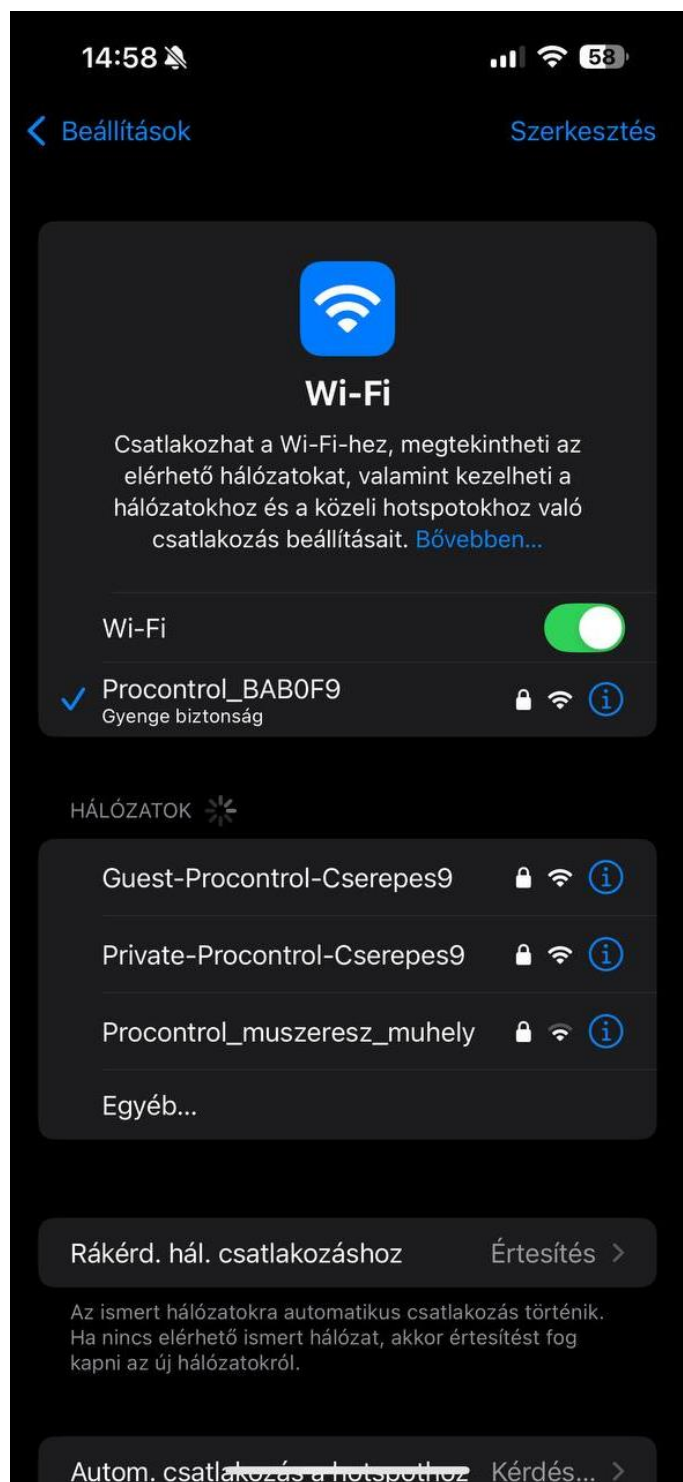 14:58
58
Beállítások
Szerkesztés
Wi-Fi
Csatlakozhat a Wi-Fi-hez, megtekintheti az
elérhető hálózatokat, valamint kezelheti a
hálózatokhoz és a közeli hotspotokhoz való
csatlakozás beállításait. Bővebben...
Wi-Fi
Procontrol_BAB0F9
Gyenge biztonság
HÁLÓZATOK
Guest-Procontrol-Cserepes9
Private-Procontrol-Cserepes9
Procontrol_muszeresz_muhely
Egyéb...
Rákérd. hál. csatlakozáshoz Értesítés
Az ismert hálózatokra automatikus csatlakozás történik.
Ha nincs elérhető ismert hálózat, akkor értesítést fog
kapni az új hálózatokról.
Autom. csatlakozás a hotspothoz Kérdés...